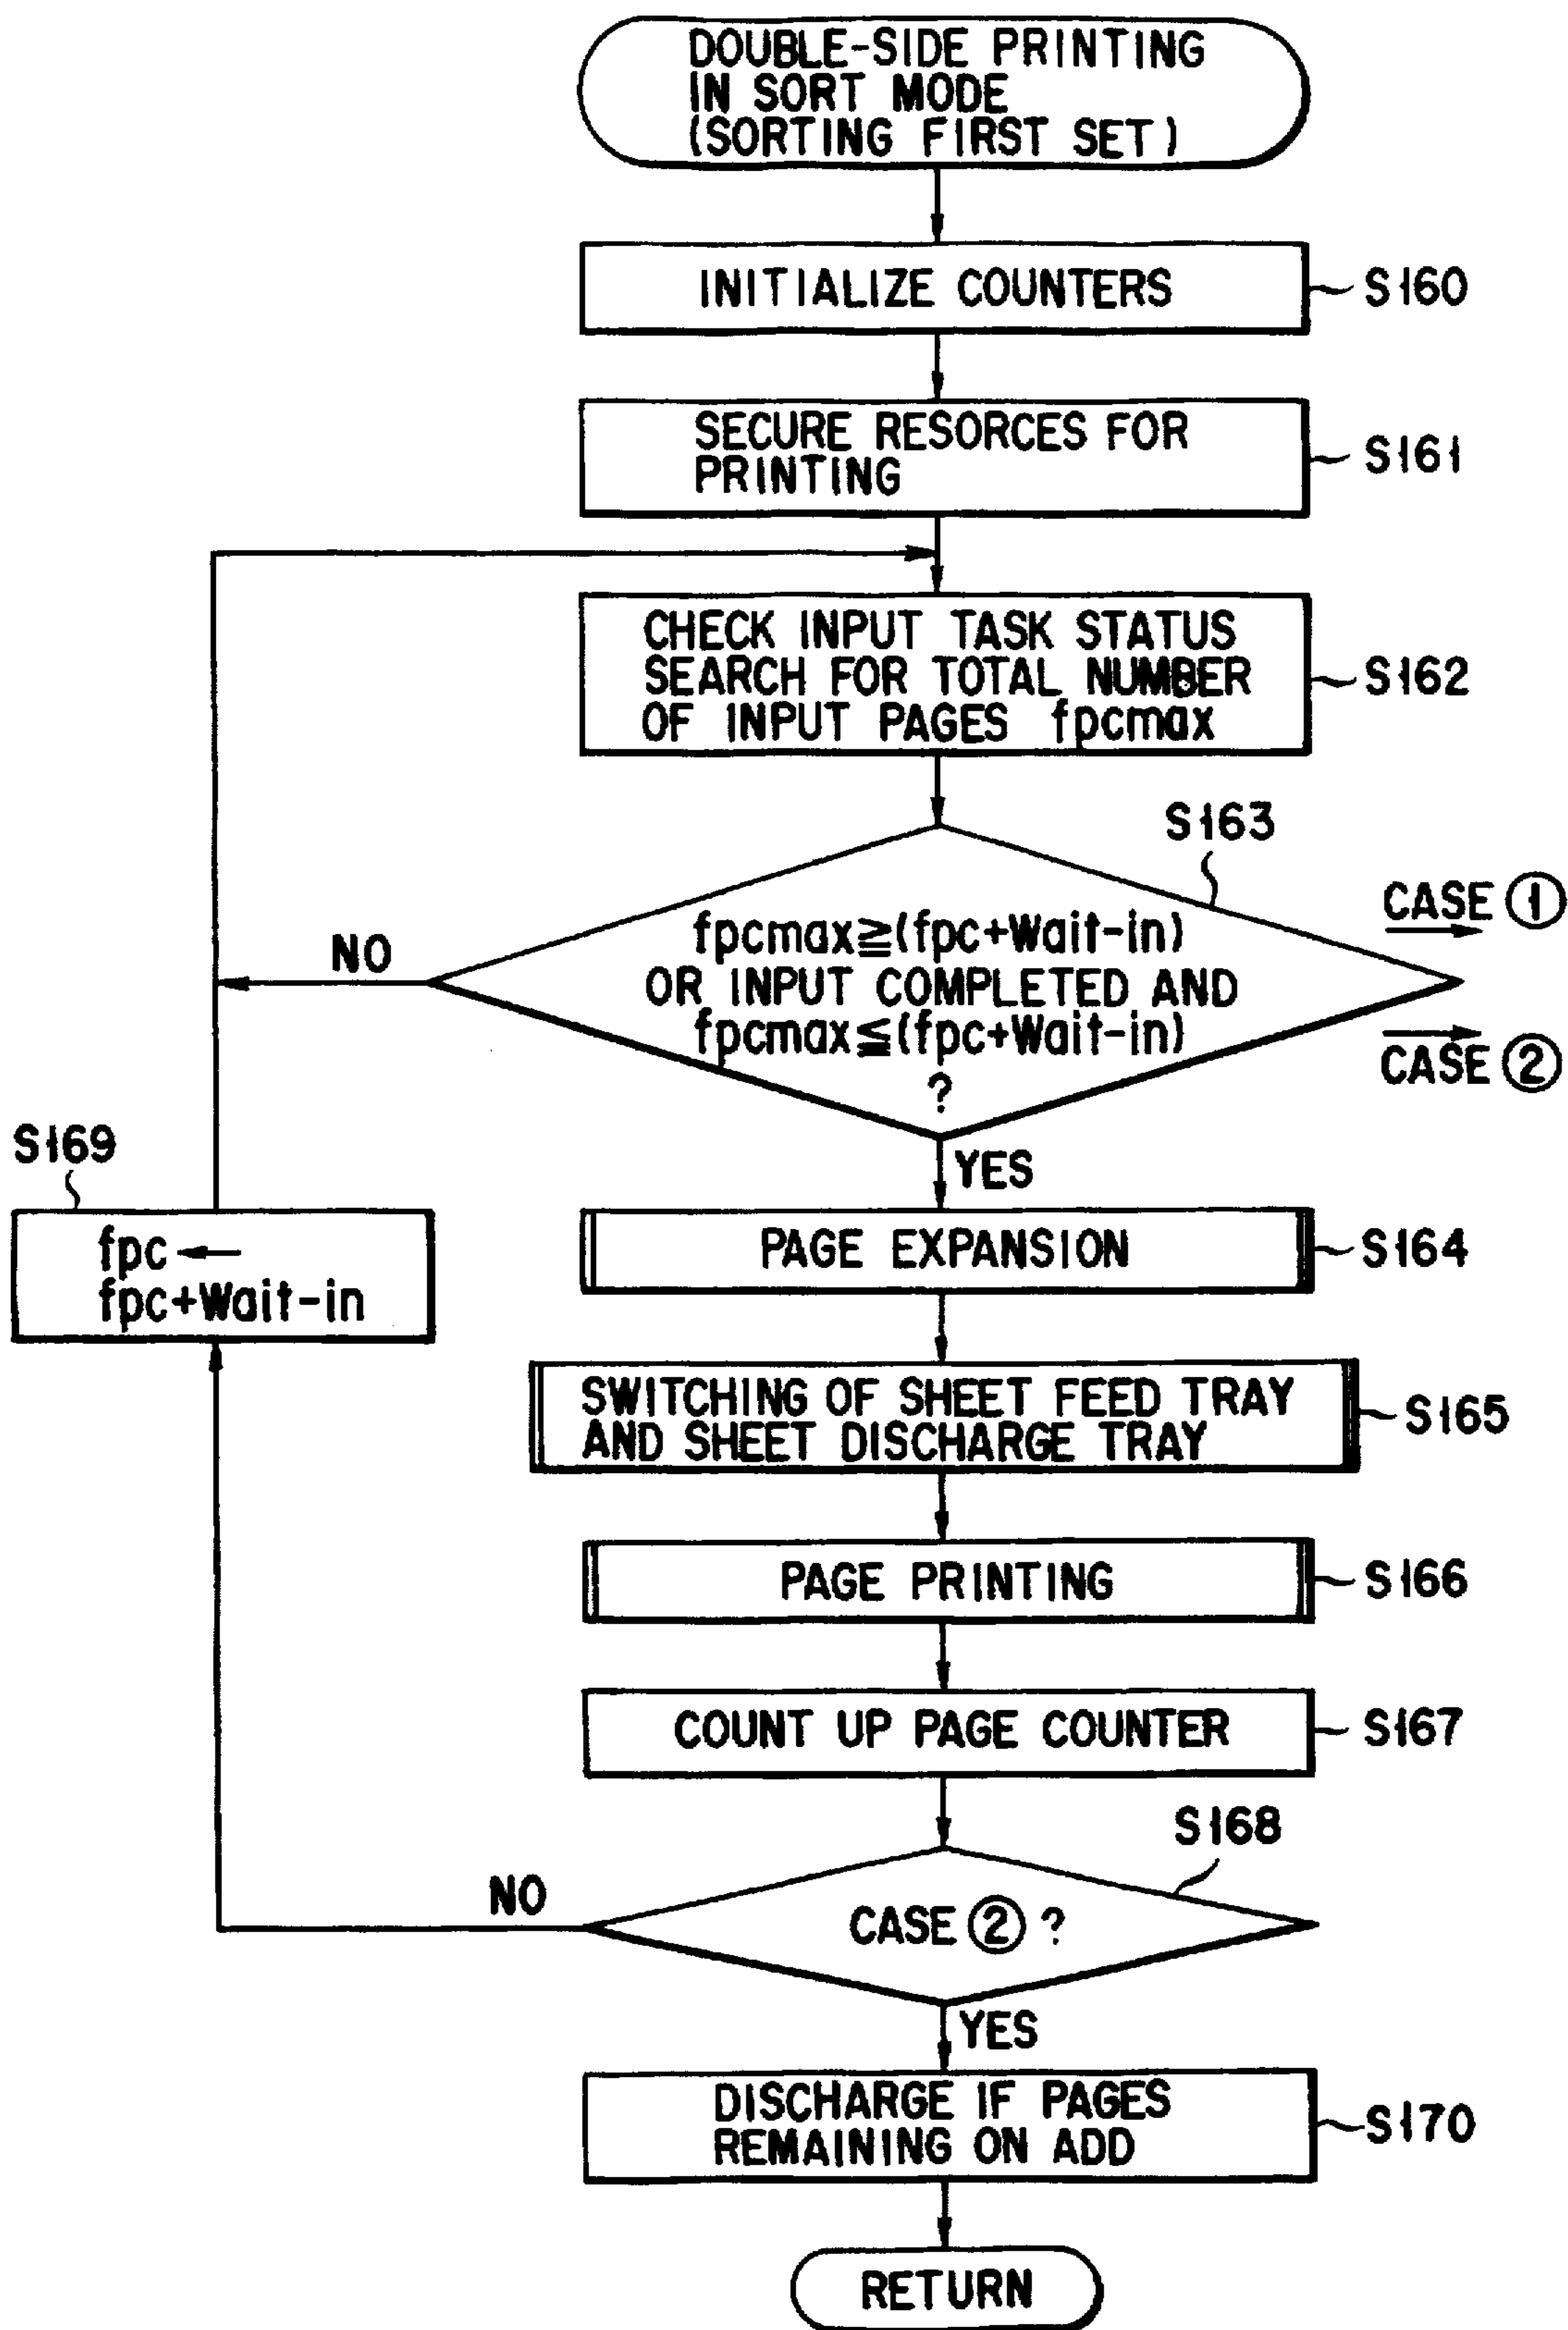 DOUBLE-SIDE PRINTING
IN SORT MODE
(SORTING FIRST SET)
INITIALIZE COUNTERS
S160
SECURE RESORCES FOR
PRINTING
S161
CHECK INPUT TASK STATUS
SEARCH FOR TOTAL NUMBER
OF INPUT PAGES fpcmax
S162
S163
fpcmax≧(fpc+Wait-in)
OR INPUT COMPLETED AND
fpcmax≦(fpc+Wait-in)
?
CASE ①
CASE ②
NO
YES
S169
fpc←
fpc+Wait-in
PAGE EXPANSION
S164
SWITCHING OF SHEET FEED TRAY
AND SHEET DISCHARGE TRAY
S165
PAGE PRINTING
S166
COUNT UP PAGE COUNTER
S167
S168
CASE ② ?
NO
YES
DISCHARGE IF PAGES
REMAINING ON ADD
S170
RETURN